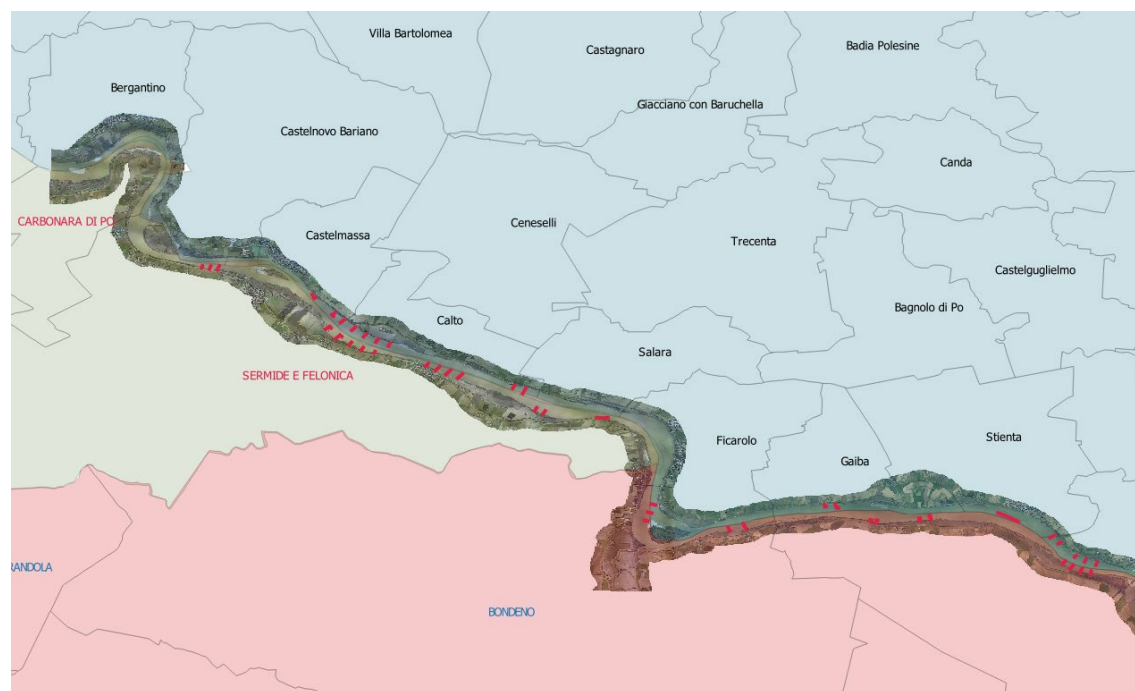 Villa Bartolomea
Castagnaro
Badia Polesine
Bergantino
Giacciano con Baruchella
Castelnovo Bariano
Canda
CARBONARA DI PO
Castelmassa
Ceneselli
Trecenta
Castelguglielmo
Bagnolo di Po
Calto
Salara
SERMIDE E FELONICA
Ficarolo
Stienta
Gaiba
RANDOLA
BONDENO